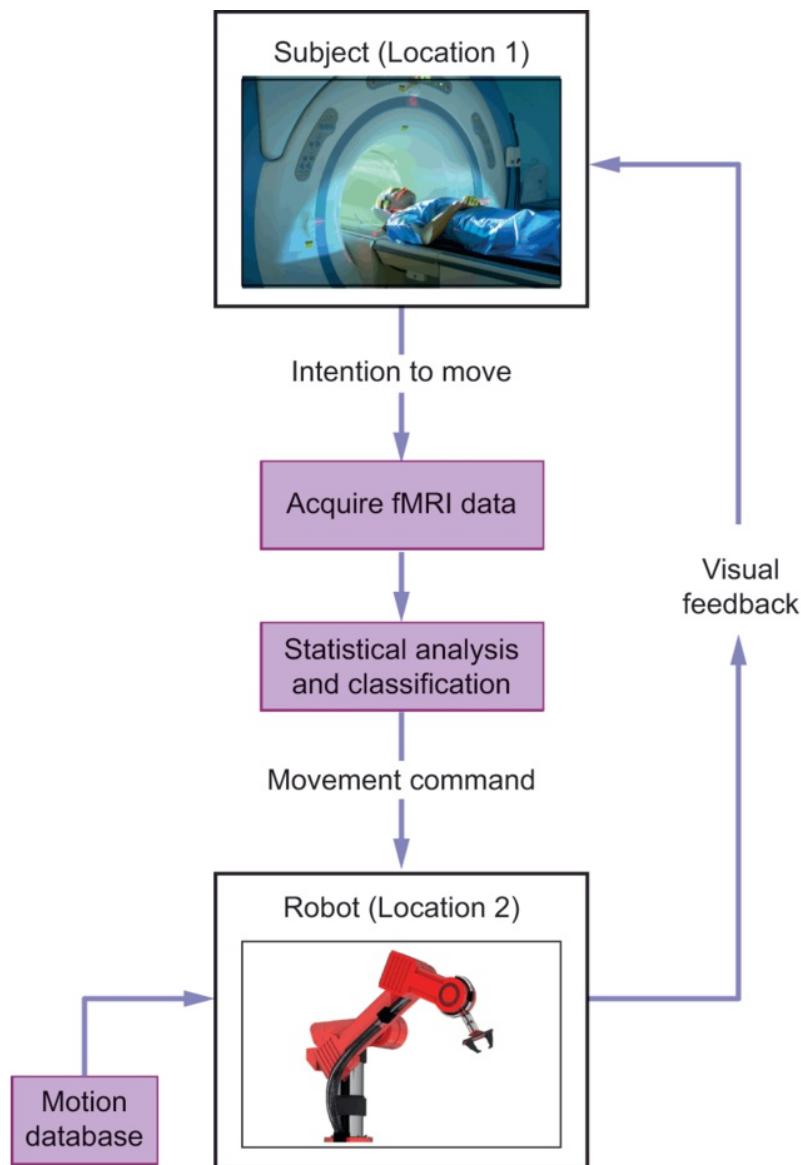 Subject (Location 1)
Intention to move
Acquire fMRI data
Statistical analysis
and classification
Movement command
Visual
feedback
Robot (Location 2)
Motion
database